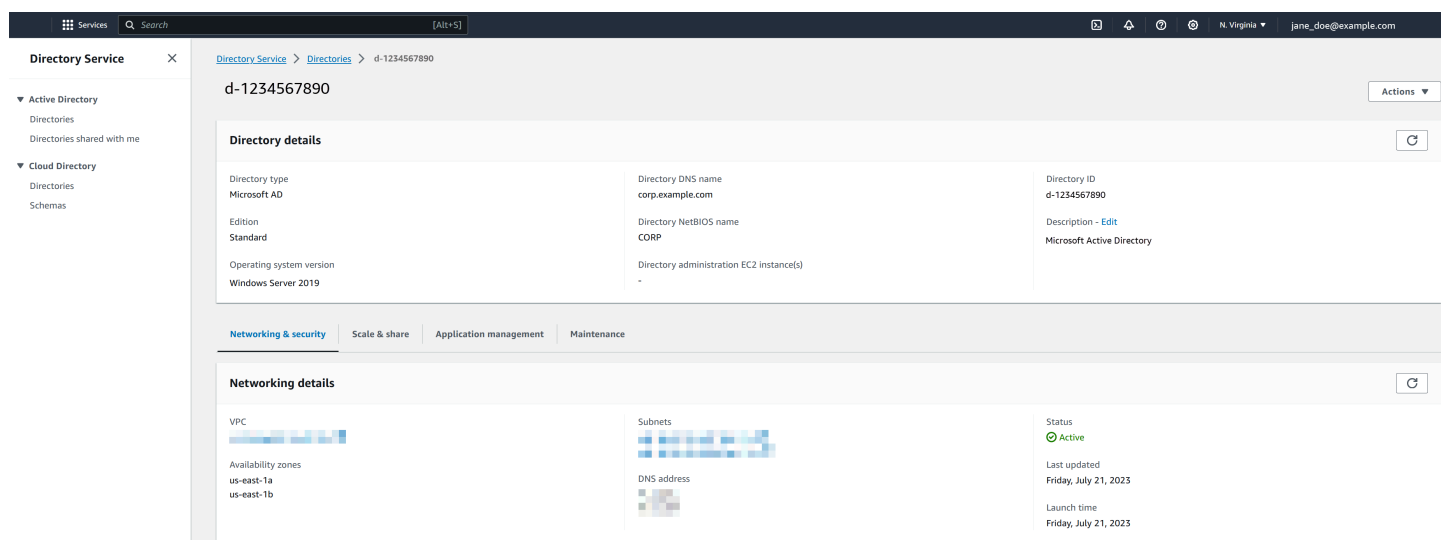 Services
Search [Alt+S]
N. Virginia ▼
jane_doe@example.com
Directory Service
Active Directory
Directories
Directories shared with me
Cloud Directory
Directories
Schemas
Directory Service > Directories > d-1234567890
d-1234567890
Actions ▼
Directory details
Directory type
Microsoft AD
Edition
Standard
Operating system version
Windows Server 2019
Directory DNS name
corp.example.com
Directory NetBIOS name
CORP
Directory administration EC2 instance(s)
-
Directory ID
d-1234567890
Description - Edit
Microsoft Active Directory
Networking & security
Scale & share
Application management
Maintenance
Networking details
VPC
Availability zones
us-east-1a
us-east-1b
Subnets
DNS address
Status
Active
Last updated
Friday, July 21, 2023
Launch time
Friday, July 21, 2023